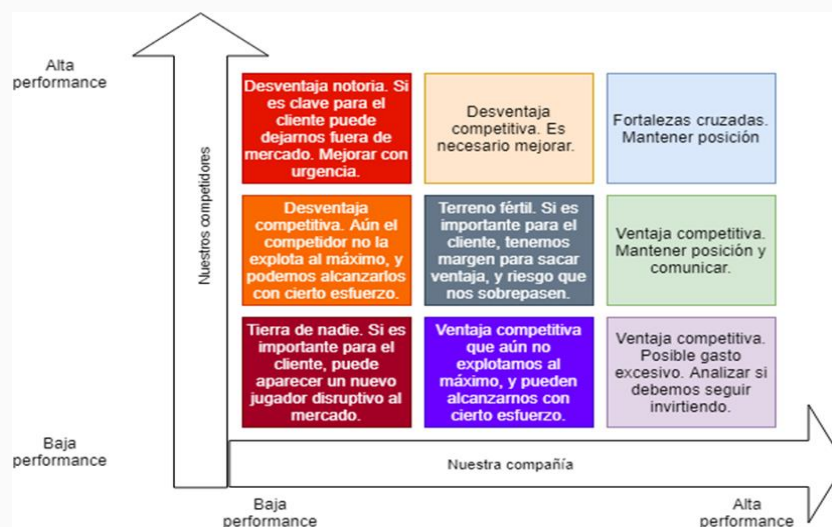 Alta
performance
Nuestros competidores
Desventaja notoria. Si
es clave para el
cliente puede
dejarnos fuera de
mercado. Mejorar con
urgencia.
Desventaja
competitiva. Es
necesario mejorar.
Fortalezas cruzadas.
Mantener posición
Desventaja
competitiva. Aún el
competidor no la
explota al máximo, y
podemos alcanzarlos
con cierto esfuerzo.
Terreno fértil. Si es
importante para el
cliente, tenemos
margen para sacar
ventaja, y riesgo que
nos sobrepasen.
Ventaja competitiva.
Mantener posición y
comunicar.
Tierra de nadie. Si es
importante para el
cliente, puede
aparecer un nuevo
jugador disruptivo al
mercado.
Ventaja competitiva
que aún no
explotamos al
máximo, y pueden
alcanzarnos con
cierto esfuerzo.
Ventaja competitiva.
Posible gasto
excesivo. Analizar si
debemos seguir
invirtiendo.
Baja
performance
Nuestra compañía
Baja
performance
Alta
performance